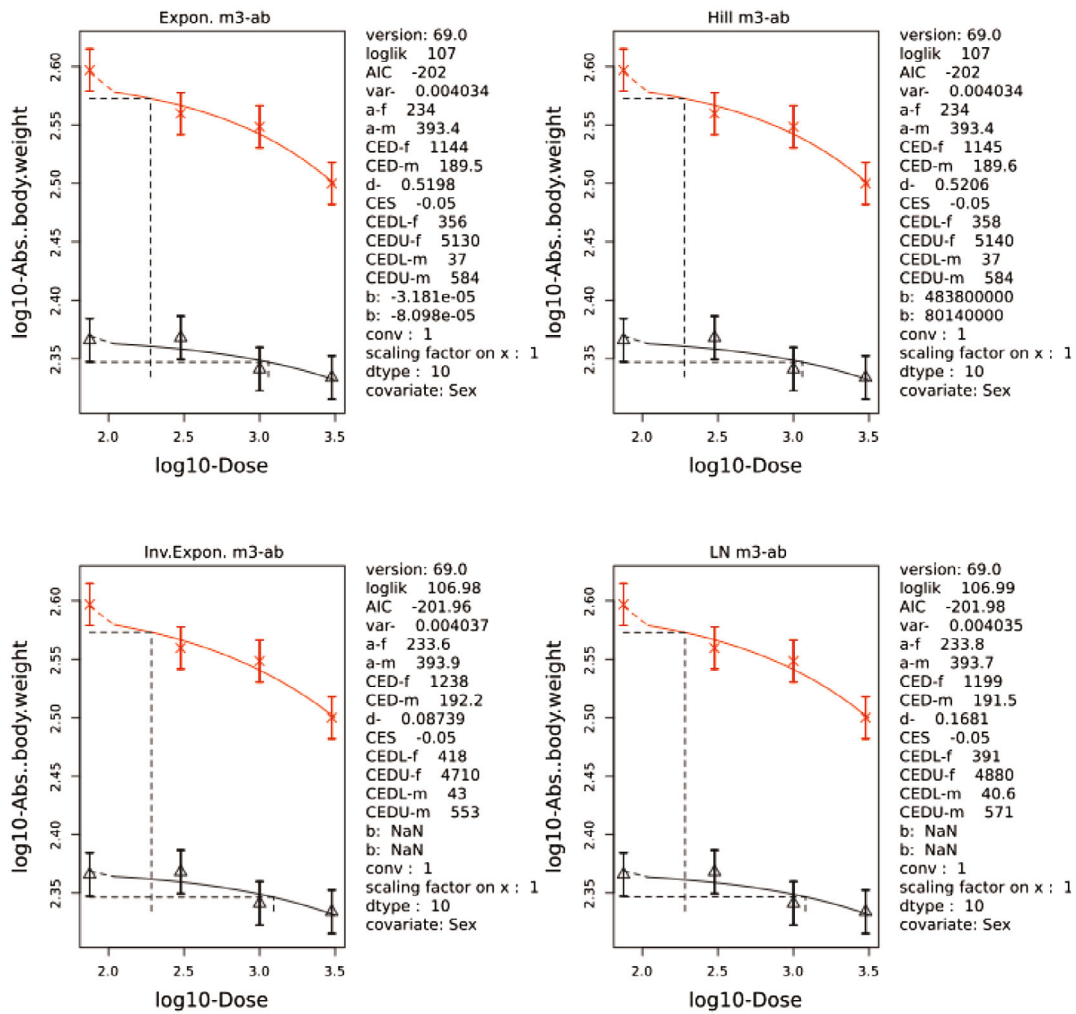 Expon. m3-ab
log10-Abs..body.weight
2.60
2.55
2.50
2.45
2.40
2.35
2.0 2.5 3.0 3.5
log10-Dose
version: 69.0
loglik 107
AIC -202
var- 0.004034
a-f 234
a-m 393.4
CED-f 1144
CED-m 189.5
d- 0.5198
CES -0.05
CEDL-f 356
CEDU-f 5130
CEDL-m 37
CEDU-m 584
b: -3.181e-05
b: -8.098e-05
conv : 1
scaling factor on x : 1
dtype : 10
covariate: Sex
Hill m3-ab
log10-Abs..body.weight
2.60
2.55
2.50
2.45
2.40
2.35
2.0 2.5 3.0 3.5
log10-Dose
version: 69.0
loglik 107
AIC -202
var- 0.004034
a-f 234
a-m 393.4
CED-f 1145
CED-m 189.6
d- 0.5206
CES -0.05
CEDL-f 358
CEDU-f 5140
CEDL-m 37
CEDU-m 584
b: 483800000
b: 80140000
conv : 1
scaling factor on x : 1
dtype : 10
covariate: Sex
Inv.Expon. m3-ab
log10-Abs..body.weight
2.60
2.55
2.50
2.45
2.40
2.35
2.0 2.5 3.0 3.5
log10-Dose
version: 69.0
loglik 106.98
AIC -201.96
var- 0.004037
a-f 233.6
a-m 393.9
CED-f 1238
CED-m 192.2
d- 0.08739
CES -0.05
CEDL-f 418
CEDU-f 4710
CEDL-m 43
CEDU-m 553
b: NaN
b: NaN
conv : 1
scaling factor on x : 1
dtype : 10
covariate: Sex
LN m3-ab
log10-Abs..body.weight
2.60
2.55
2.50
2.45
2.40
2.35
2.0 2.5 3.0 3.5
log10-Dose
version: 69.0
loglik 106.99
AIC -201.98
var- 0.004035
a-f 233.8
a-m 393.7
CED-f 1199
CED-m 191.5
d- 0.1681
CES -0.05
CEDL-f 391
CEDU-f 4880
CEDL-m 40.6
CEDU-m 571
b: NaN
b: NaN
conv : 1
scaling factor on x : 1
dtype : 10
covariate: Sex